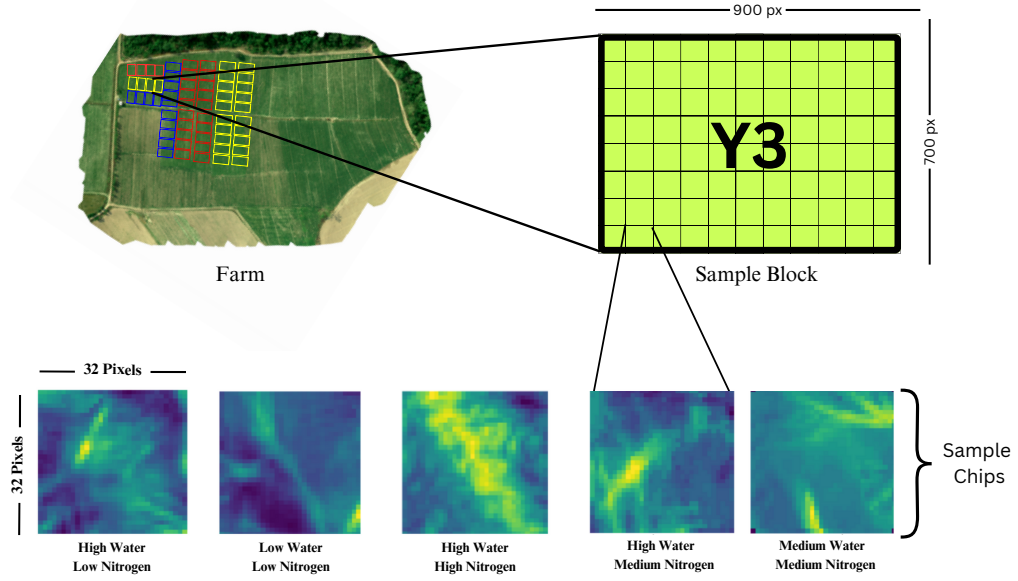 900 px
700 px
Y3
Farm
Sample Block
32 Pixels
32 Pixels
High Water
Low Nitrogen
Low Water
Low Nitrogen
High Water
High Nitrogen
High Water
Medium Nitrogen
Medium Water
Medium Nitrogen
Sample
Chips